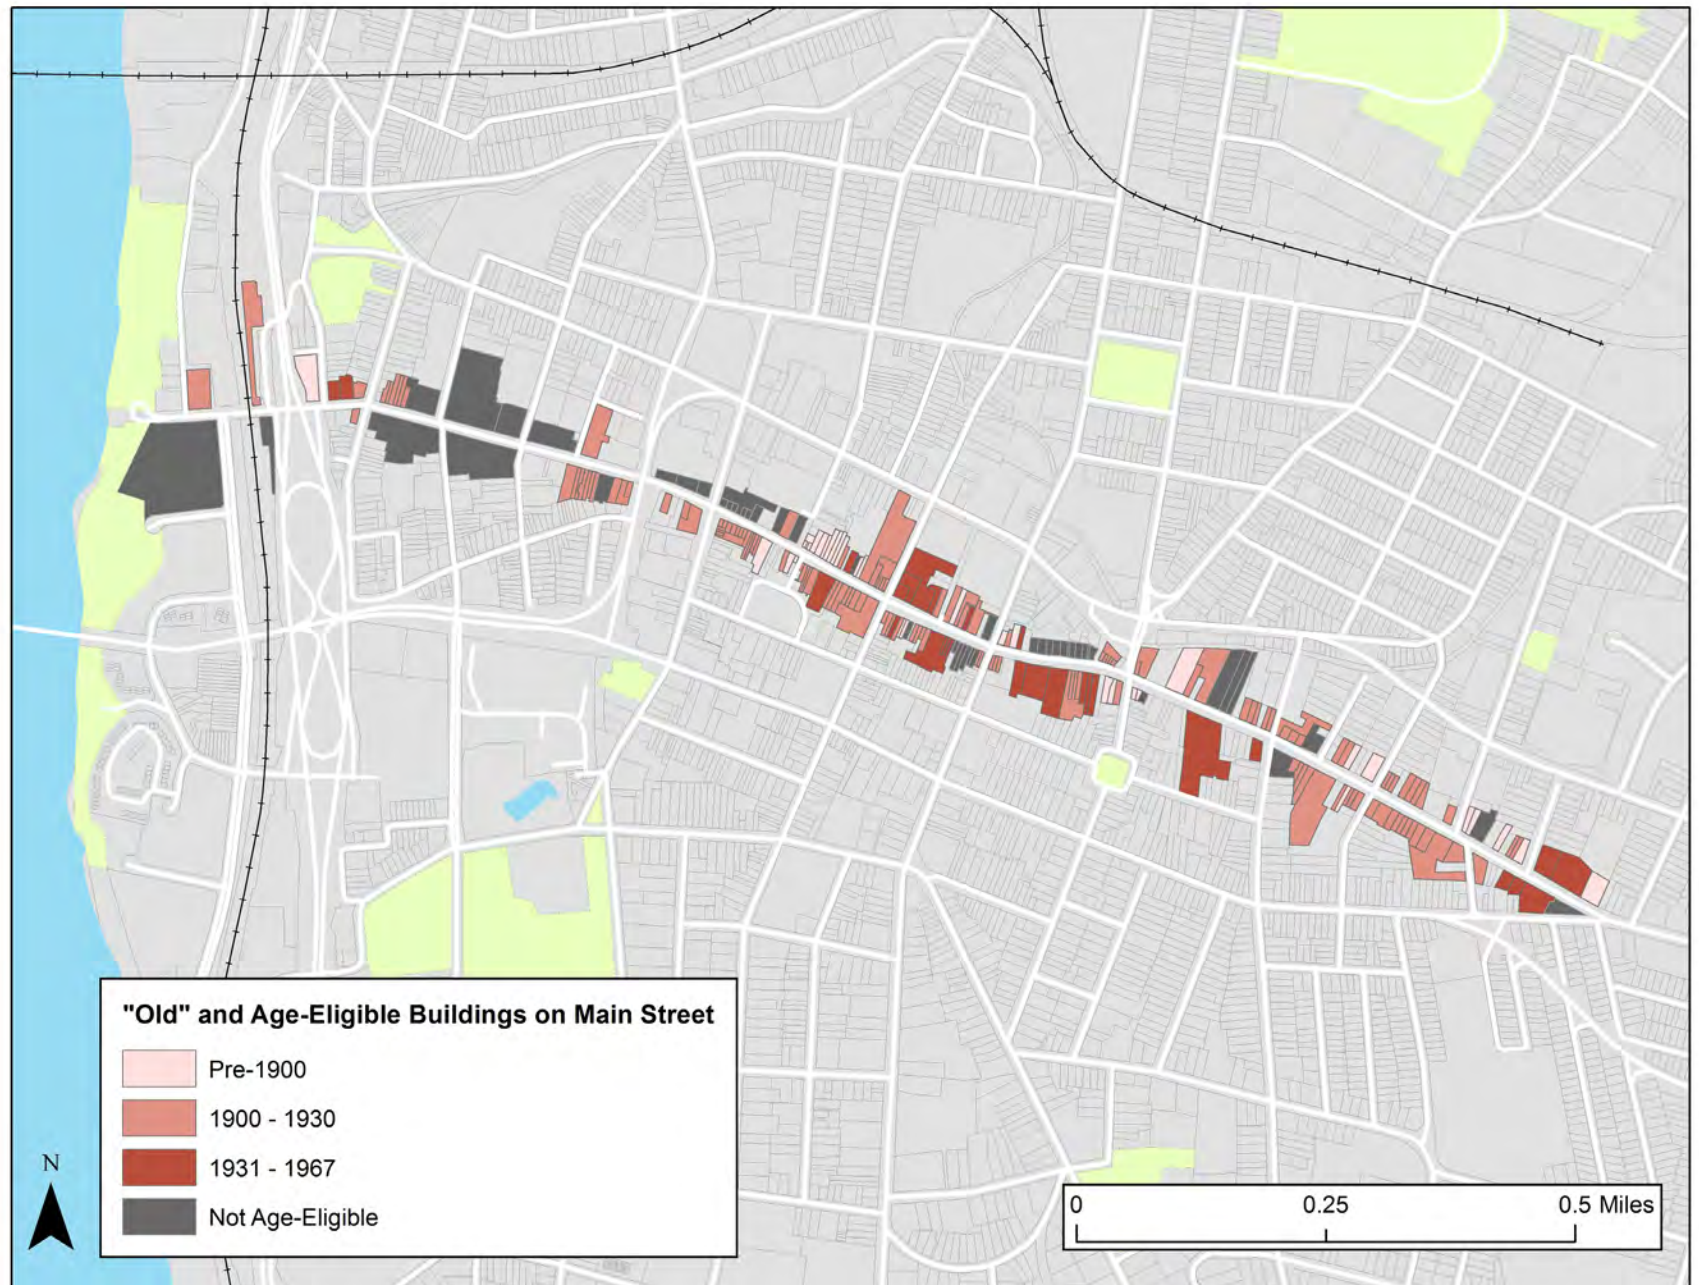 "Old" and Age-Eligible Buildings on Main Street
Pre-1900
1900 - 1930
1931 - 1967
Not Age-Eligible
N
0 0.25 0.5 Miles